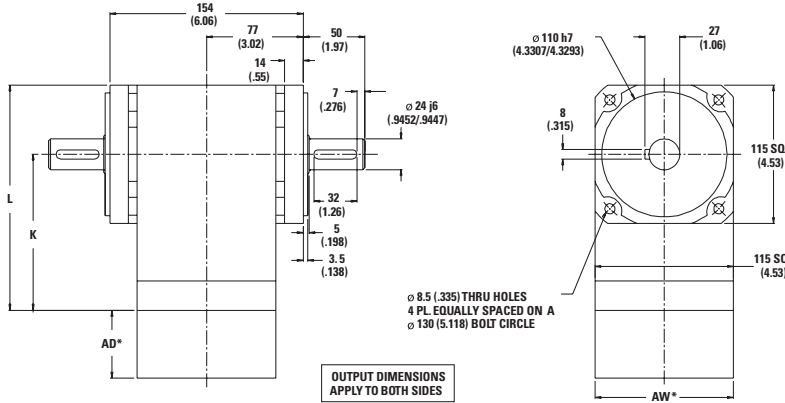 154
(6.06)
77
(3.02)
50
(1.97)
14
(.55)
7
(.276)
ø 24 j6
(.9452/.9447)
L
K
32
(1.26)
5
(.198)
3.5
(.138)
AD*
OUTPUT DIMENSIONS
APPLY TO BOTH SIDES
ø 110 h7
(4.3307/4.3293)
27
(1.06)
8
(.315)
115 SQ
(4.53)
115 SQ
(4.53)
ø 8.5 (.335) THRU HOLES
4 PL. EQUALLY SPACED ON A
ø 130 (5.118) BOLT CIRCLE
AW*